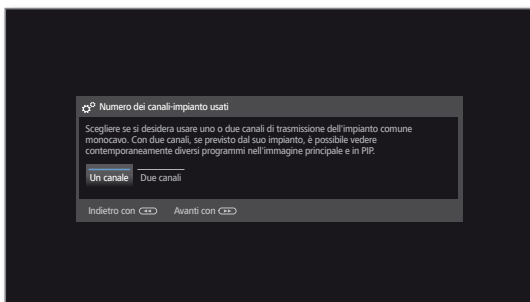 Numero dei canali-impianto usati
Scegliere se si desidera usare uno o due canali di trasmissione dell'impianto comune
monocavo. Con due canali, se previsto dal suo impianto, è possibile vedere
contemporaneamente diversi programmi nell'immagine principale e in PIP.
Un canale Due canali
Indietro con Avanti con